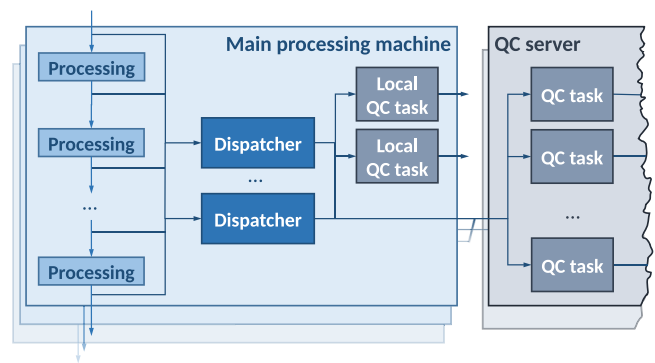 Main processing machine
QC server
Processing
Processing
...
Processing
Dispatcher
...
Dispatcher
Local
QC task
Local
QC task
QC task
QC task
...
QC task